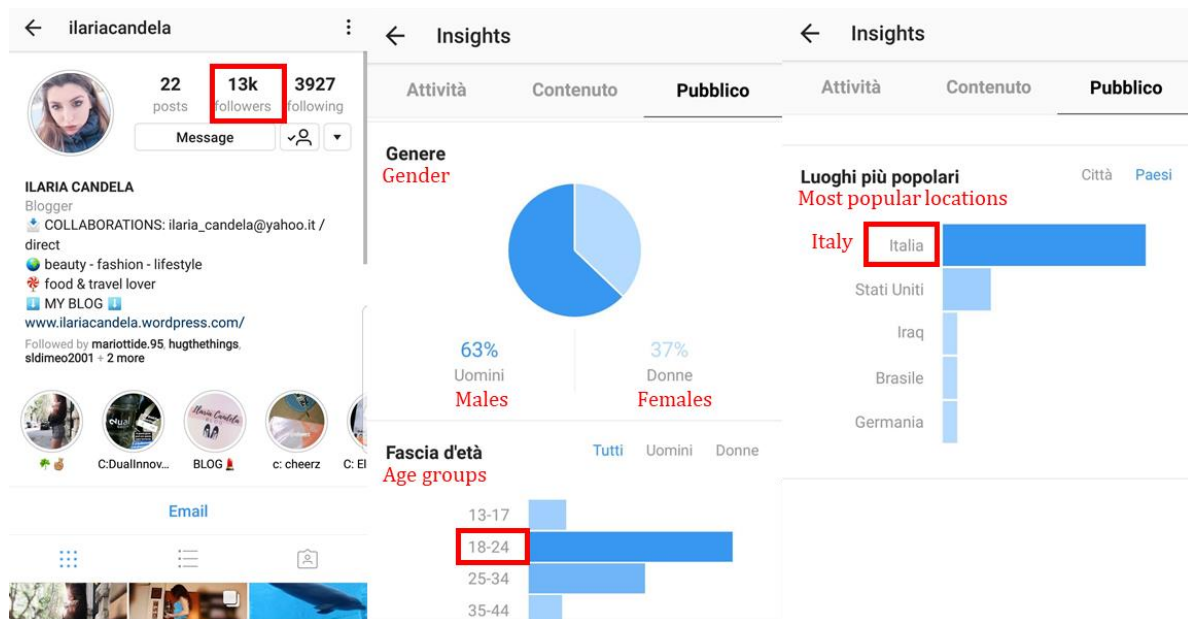 ilariacandela
22 13k 3927
posts followers following
Message
ILARIA CANDELA
Blogger
COLLABORATIONS: ilaria_candela@yahoo.it /
direct
beauty - fashion - lifestyle
food & travel lover
MY BLOG
www.ilariacandela.wordpress.com/
Followed by mariottide.95, hugthethings,
sldimeo2001 + 2 more
C:DualInnov... BLOG c: cheerz C: El
Email
Insights
Attività Contenuto Pubblico
Genere
Gender
63% 37%
Uomini Donne
Males Females
Fascia d'età Tutti Uomini Donne
Age groups
13-17
18-24
25-34
35-44
Insights
Attività Contenuto Pubblico
Luoghi più popolari Città Paesi
Most popular locations
Italy Italia
Stati Uniti
Iraq
Brasile
Germania